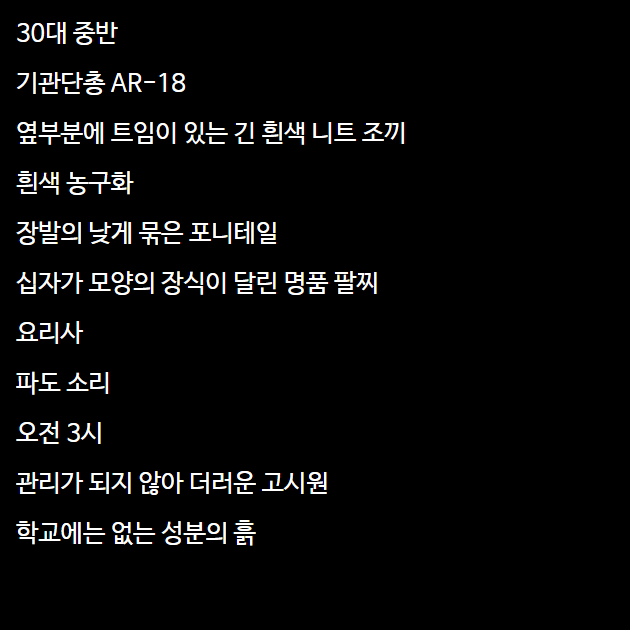 30대 중반
기관단총 AR-18
옆부분에 트임이 있는 긴 흰색 니트 조끼
흰색 농구화
장발의 낮게 묶은 포니테일
십자가 모양의 장식이 달린 명품 팔찌
요리사
파도 소리
오전 3시
관리가 되지 않아 더러운 고시원
학교에는 없는 성분의 흙